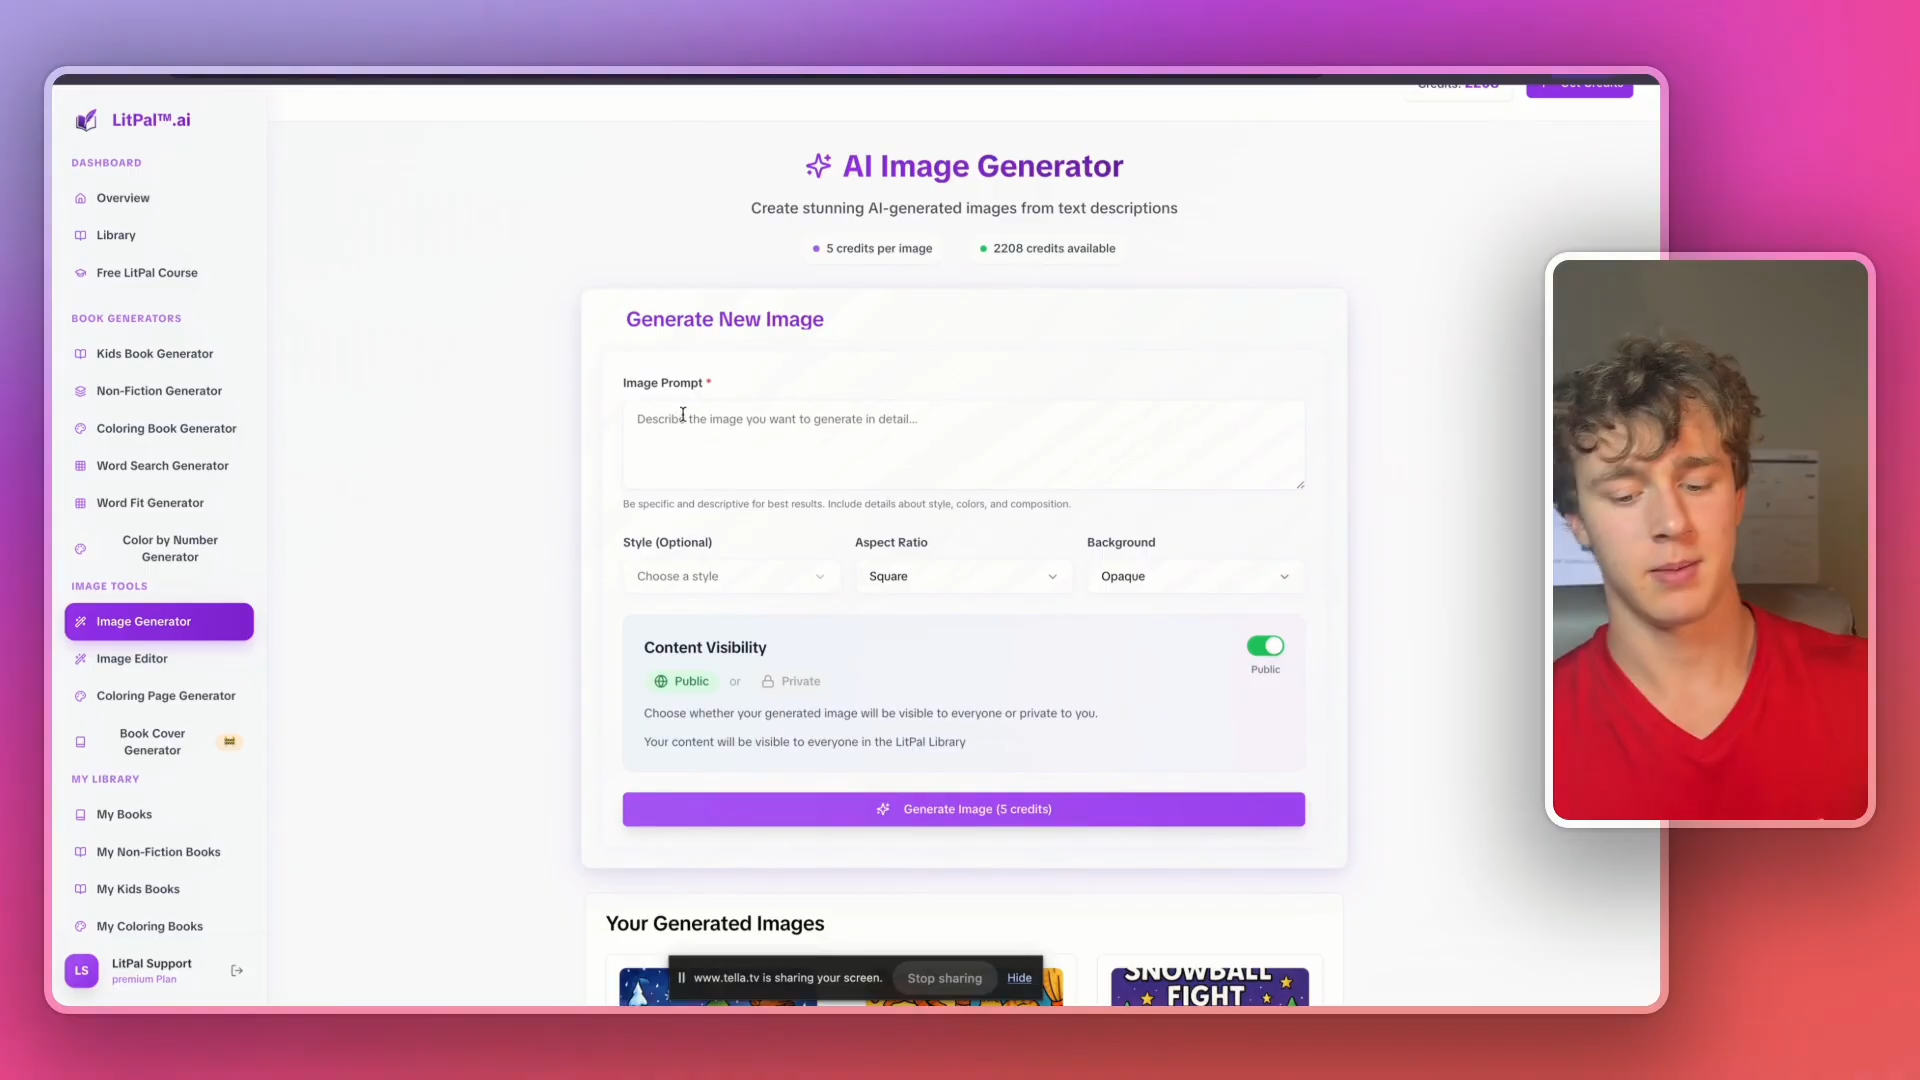 LitPal™.ai
DASHBOARD
Overview
Library
Free LitPal Course
BOOK GENERATORS
Kids Book Generator
Non-Fiction Generator
Coloring Book Generator
Word Search Generator
Word Fit Generator
Color by Number
Generator
IMAGE TOOLS
Image Generator
Image Editor
Coloring Page Generator
Book Cover
Generator
MY LIBRARY
My Books
My Non-Fiction Books
My Kids Books
My Coloring Books
LS
LitPal Support
premium Plan
Credits: 2208
Get Credits
AI Image Generator
Create stunning AI-generated images from text descriptions
5 credits per image
2208 credits available
Generate New Image
Image Prompt *
Describe the image you want to generate in detail...
Be specific and descriptive for best results. Include details about style, colors, and composition.
Style (Optional)
Aspect Ratio
Background
Choose a style
Square
Opaque
Content Visibility
Public
Public or Private
Choose whether your generated image will be visible to everyone or private to you.
Your content will be visible to everyone in the LitPal Library
Generate Image (5 credits)
Your Generated Images
www.tella.tv is sharing your screen.
Stop sharing
Hide
SNOWBALL
FIGHT